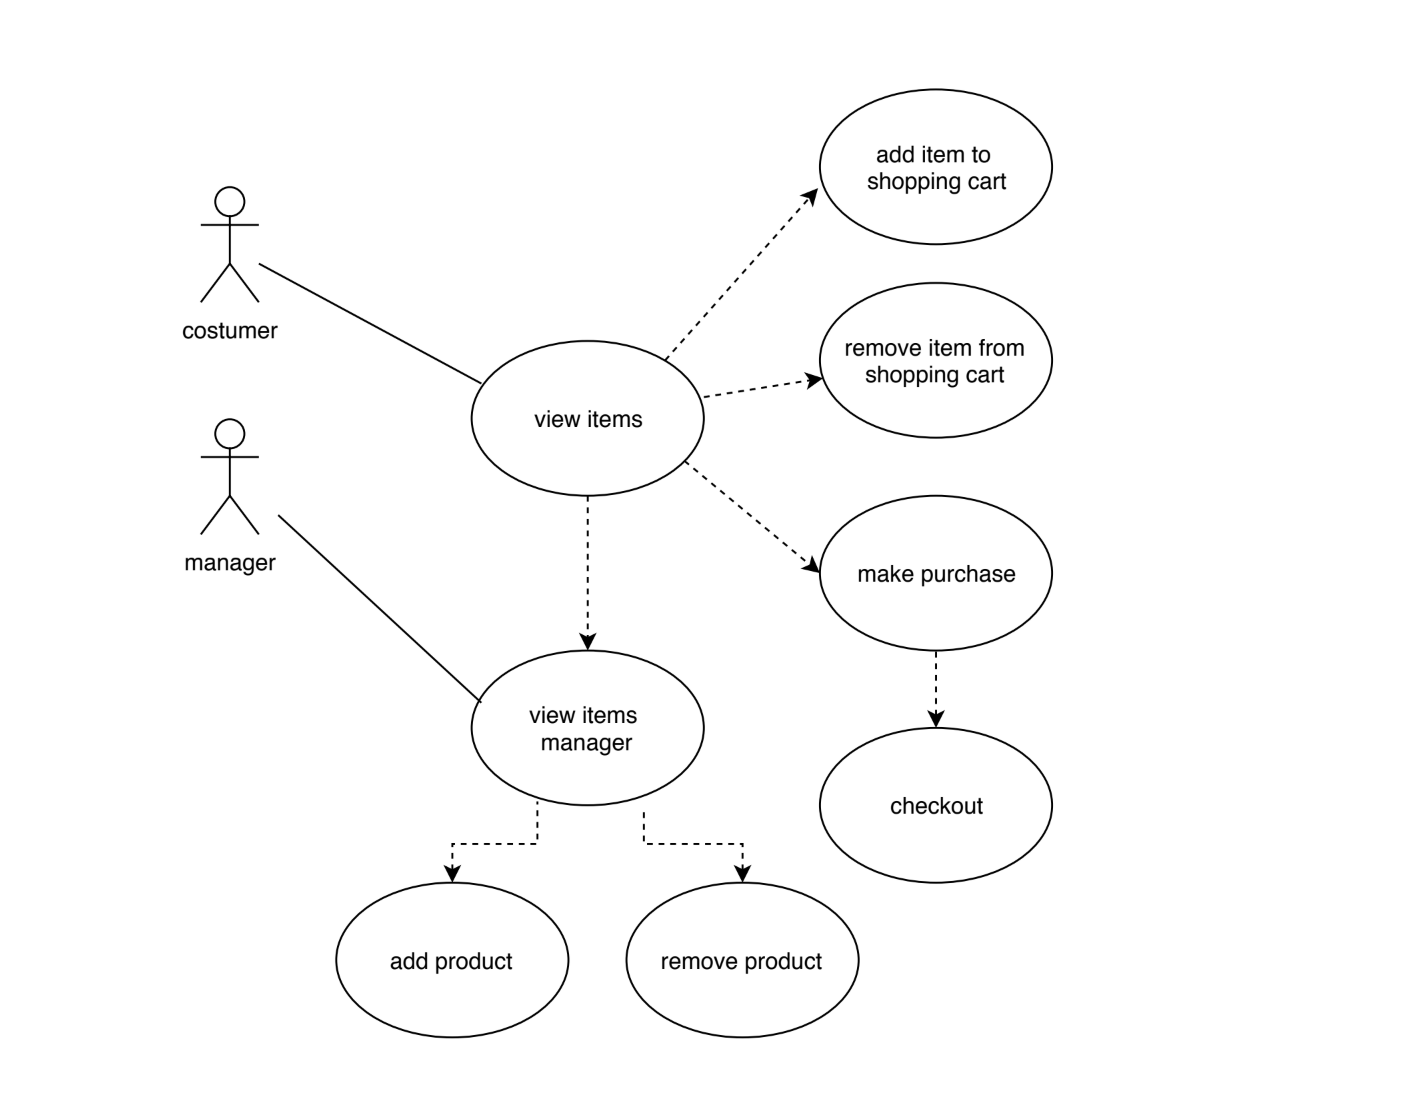 add item to
shopping cart
costumer
remove item from
shopping cart
view items
manager
make purchase
view items
manager
checkout
add product
remove product